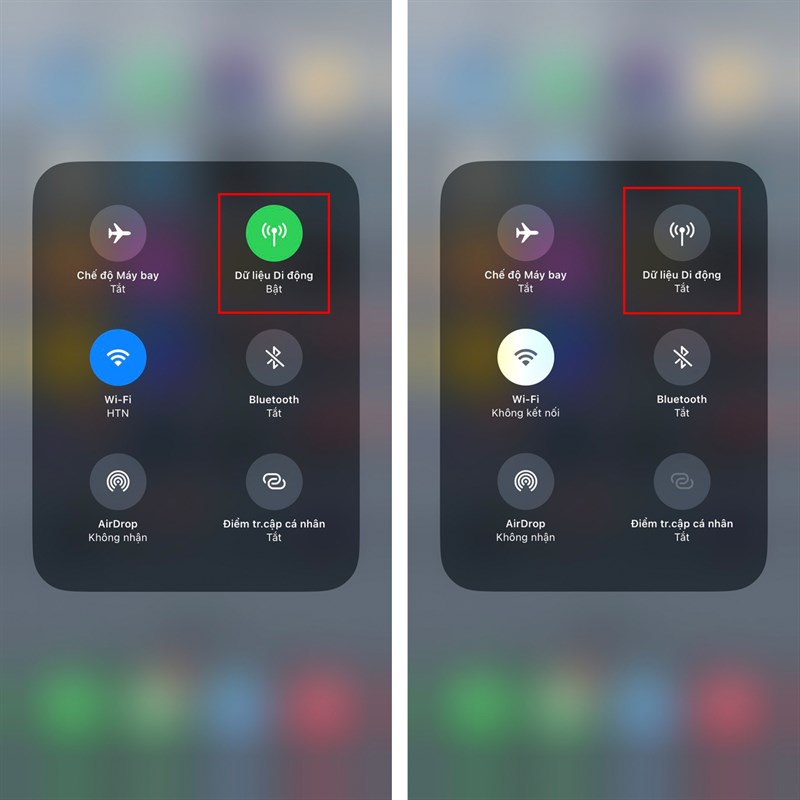 Chế độ Máy bay
Tắt
Dữ liệu Di động
Bật
Wi-Fi
HTN
Bluetooth
Tắt
AirDrop
Không nhận
Điểm tr.cập cá nhân
Tắt
Chế độ Máy bay
Tắt
Dữ liệu Di động
Tắt
Wi-Fi
Không kết nối
Bluetooth
Tắt
AirDrop
Không nhận
Điểm tr.cập cá nhân
Tắt